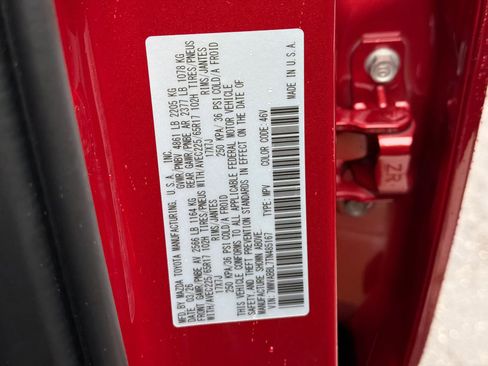 MFD. BY MAZDA TOYOTA MANUFACTURING, U.S.A., INC.
DATE: 03/26 GVWR/PNBV 4861 LB 2205 KG
FRONT GAWR/PNBE AV 2566 LB 1164 KG REAR GAWR/PNBE AR 2377 LB 1078 KG
WITH/AVEC225/65R17 102H TIRES/PNEUS WITH/AVEC225/65R17 102H TIRES/PNEUS
17X7J RIMS/JANTES 17X7J RIMS/JANTES
250 KPA/36 PSI COLD/A FROID 250 KPA/36 PSI COLD/A FROID
THIS VEHICLE CONFORMS TO ALL APPLICABLE FEDERAL MOTOR VEHICLE
SAFETY AND THEFT PREVENTION STANDARDS IN EFFECT ON THE DATE OF
MANUFACTURE SHOWN ABOVE.
TYPE: MPV COLOR CODE: 46V MADE IN U.S.A.
ZR